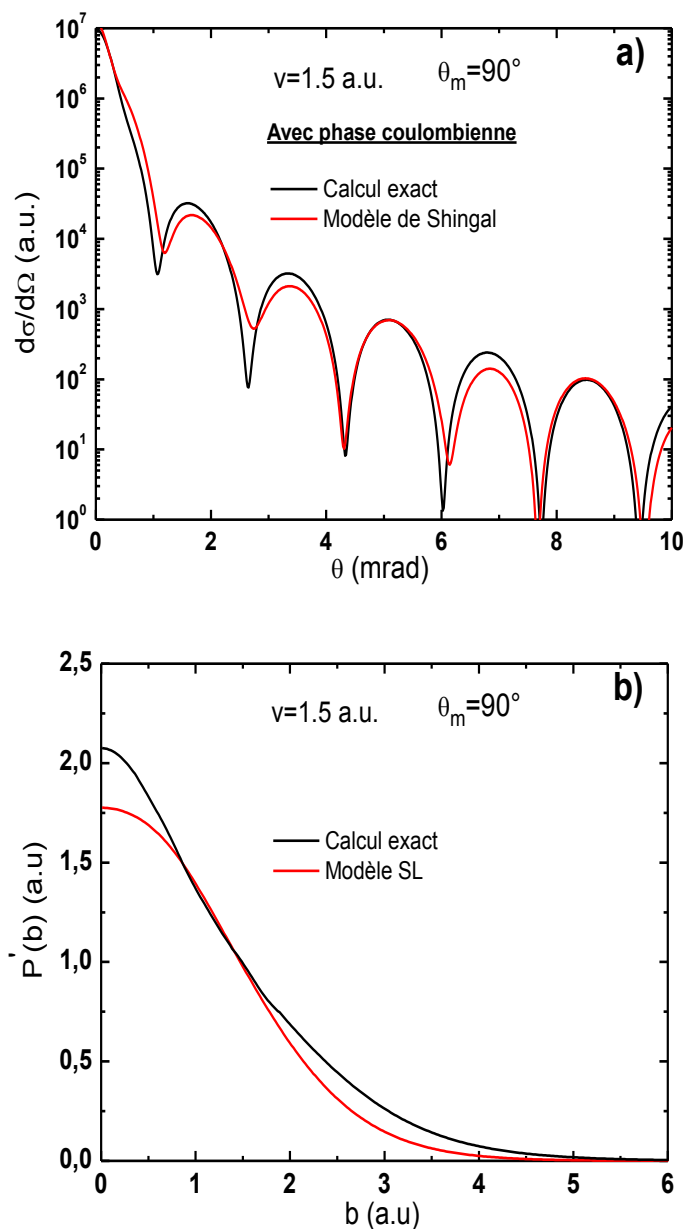 a)
v=1.5 a.u. θm=90°
Avec phase coulombienne
Calcul exact
Modèle de Shingal
dσ/dΩ (a.u.)
10⁷
10⁶
10⁵
10⁴
10³
10²
10¹
10⁰
0 2 4 6 8 10
θ (mrad)
b)
v=1.5 a.u. θm=90°
Calcul exact
Modèle SL
P'(b) (a.u)
2,5
2,0
1,5
1,0
0,5
0,0
0 1 2 3 4 5 6
b (a.u)